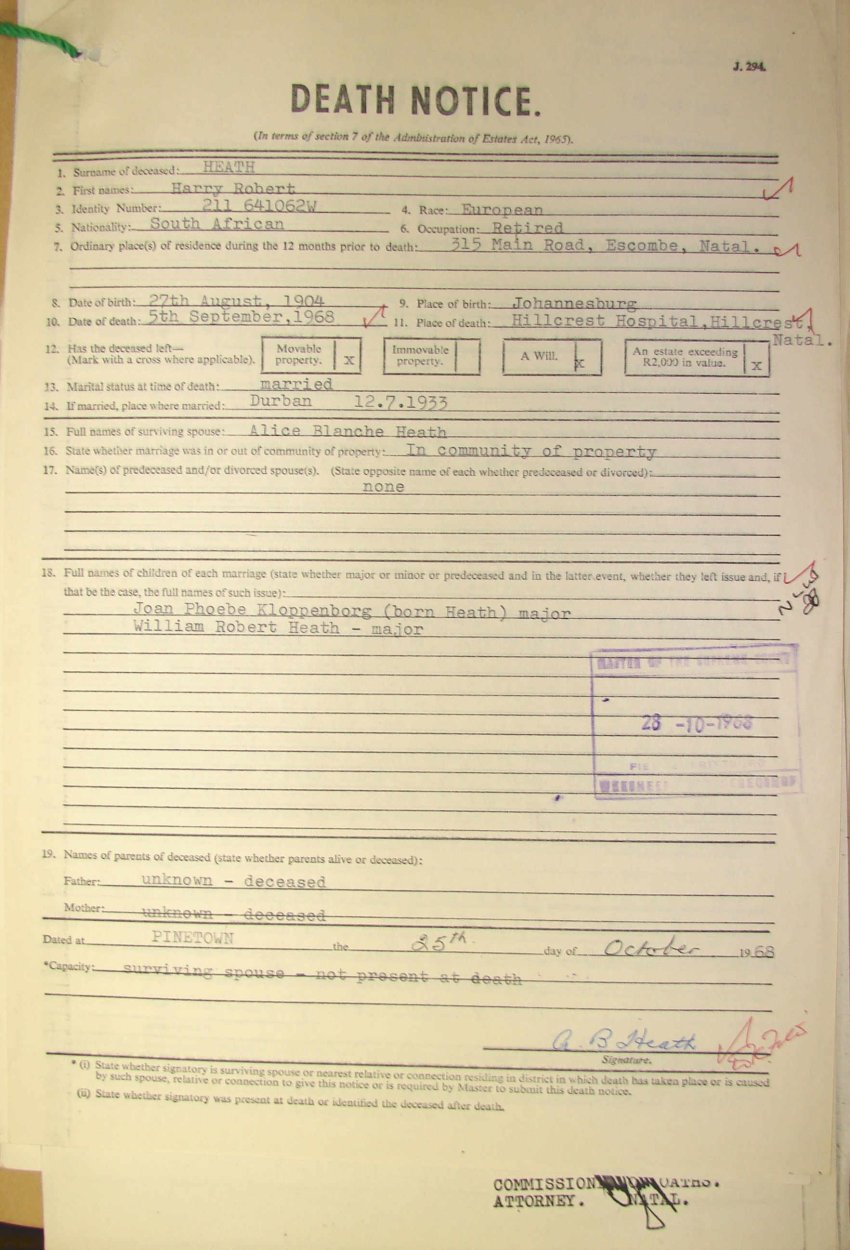 J. 294.
DEATH NOTICE.
(In terms of section 7 of the Administration of Estates Act, 1965).
1. Surname of deceased: HEATH
2. First names: Harry Robert
3. Identity Number: 211 641062W 4. Race: European
5. Nationality: South African 6. Occupation: Retired
7. Ordinary place(s) of residence during the 12 months prior to death: 315 Main Road, Escombe, Natal.
8. Date of birth: 27th August, 1904 9. Place of birth: Johannesburg
10. Date of death: 5th September,1968 11. Place of death: Hillcrest Hospital,Hillcrest,
Natal.
12. Has the deceased left— Movable Immovable A Will. An estate exceeding
(Mark with a cross where applicable). property. x property. x R2,000 in value. x
13. Marital status at time of death: married
14. If married, place where married: Durban 12.7.1933
15. Full names of surviving spouse: Alice Blanche Heath
16. State whether marriage was in or out of community of property: In community of property
17. Name(s) of predeceased and/or divorced spouse(s). (State opposite name of each whether predeceased or divorced):
none
18. Full names of children of each marriage (state whether major or minor or predeceased and in the latter event, whether they left issue and, if
that be the case, the full names of such issue):
Joan Phoebe Kloppenborg (born Heath) major
William Robert Heath - major
MASTER OF THE SUPREME COURT
28 -10-1968
19. Names of parents of deceased (state whether parents alive or deceased):
Father: unknown - deceased
Mother: unknown - deceased
Dated at PINETOWN the 25th day of October 1968
*Capacity: surviving spouse - not present at death
A. B Heath
Signature.
* (i) State whether signatory is surviving spouse or nearest relative or connection residing in district in which death has taken place or is caused
by such spouse, relative or connection to give this notice or is required by Master to submit this death notice.
(ii) State whether signatory was present at death or identified the deceased after death.
COMMISSION OATHS.
ATTORNEY. NATAL.